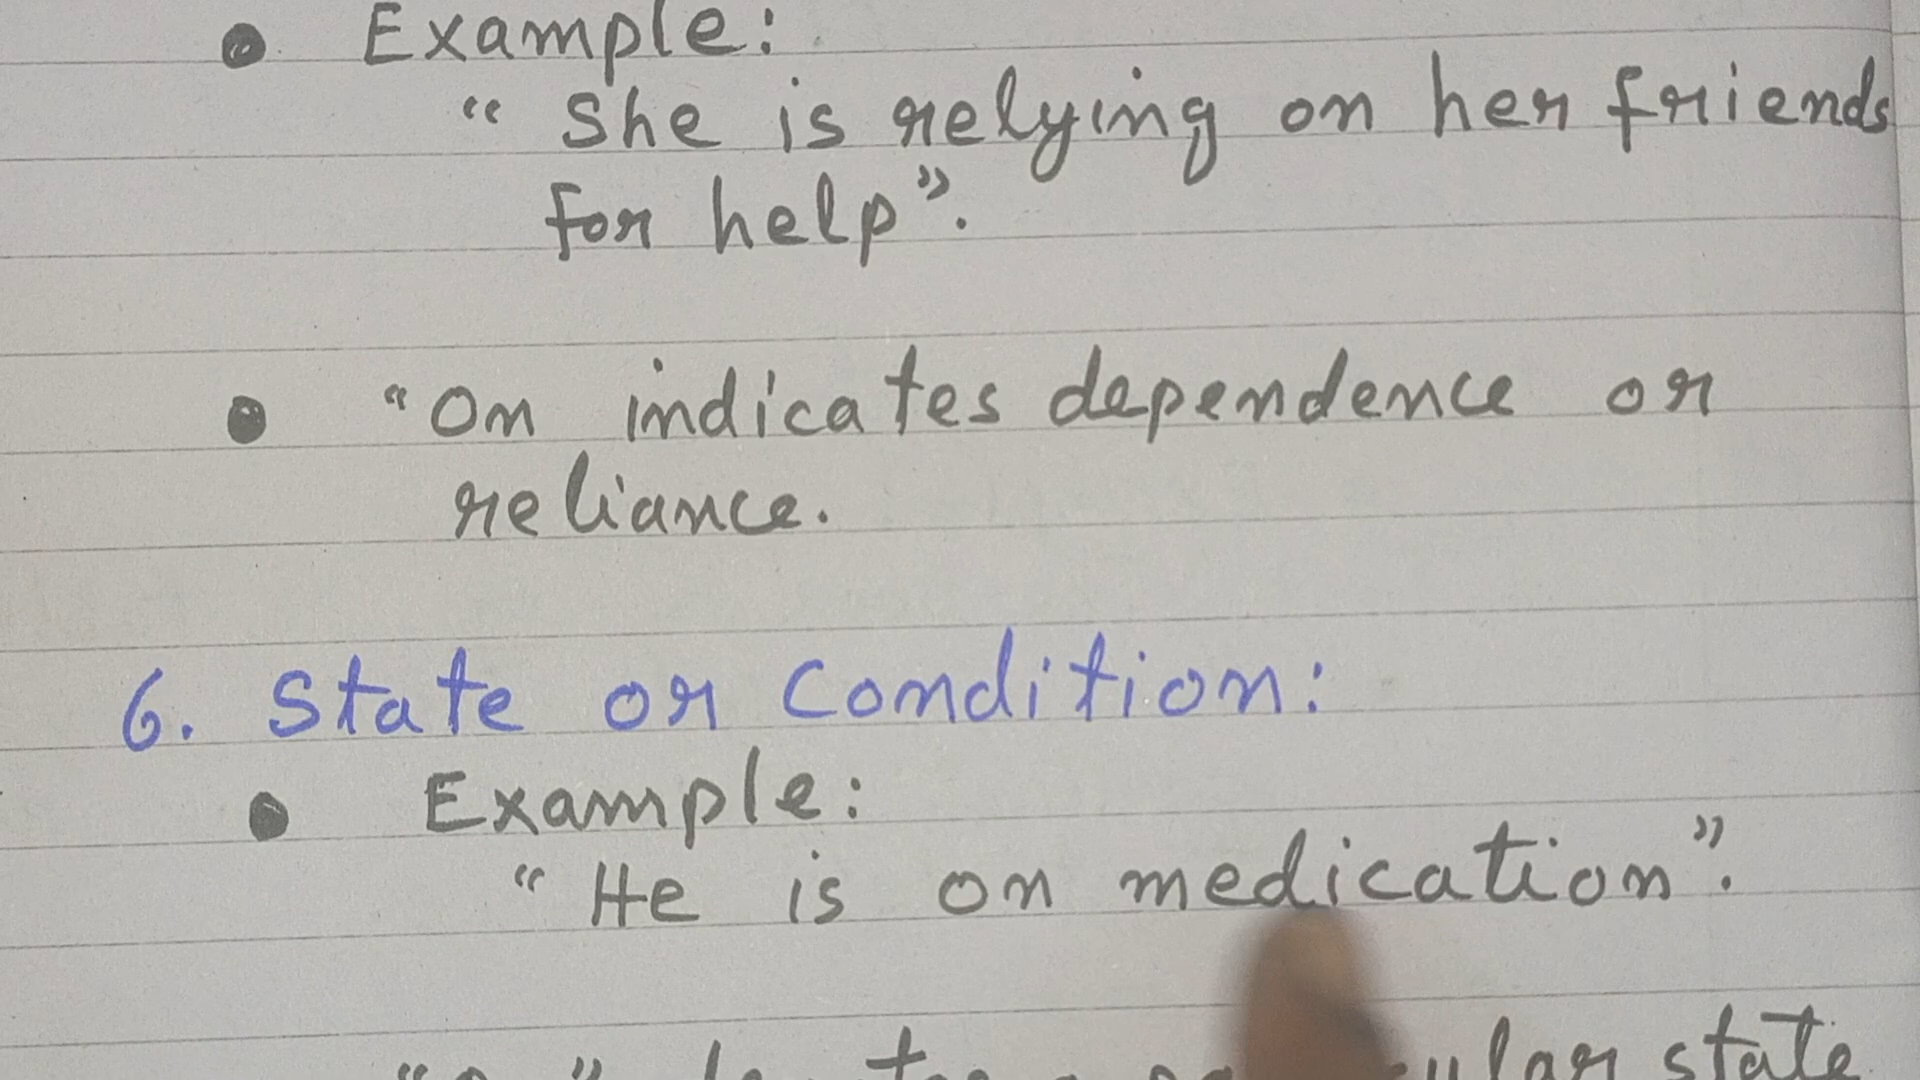 • Example:
“ She is relying on her friends
for help”.
• “On indicates dependence or
reliance.
6. State or Condition:
• Example:
“ He is on medication”.
state